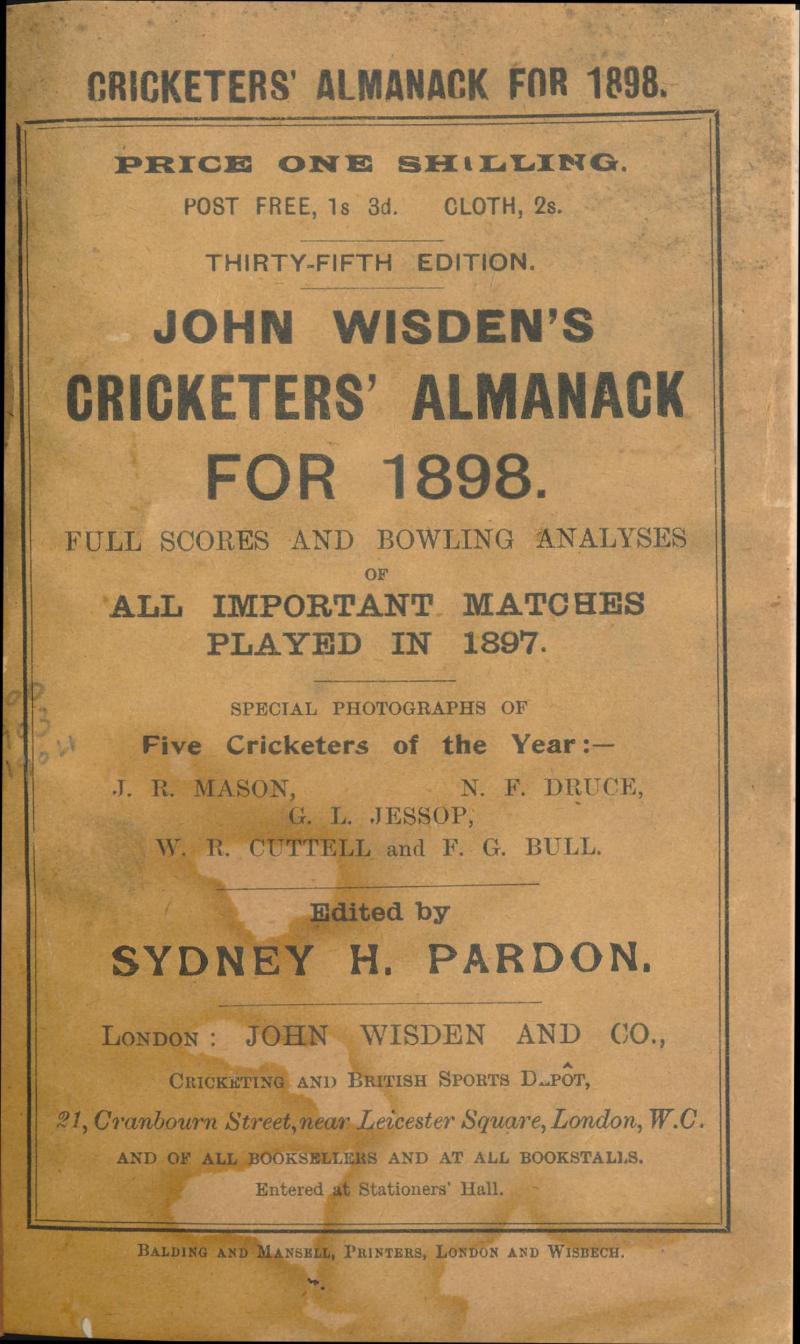 CRICKETERS' ALMANACK FOR 1898.
PRICE ONE SHILLING.
POST FREE, 1s 3d. CLOTH, 2s.
THIRTY-FIFTH EDITION.
JOHN WISDEN'S
CRICKETERS' ALMANACK
FOR 1898.
FULL SCORES AND BOWLING ANALYSES
OF
ALL IMPORTANT MATCHES
PLAYED IN 1897.
SPECIAL PHOTOGRAPHS OF
Five Cricketers of the Year:—
J. R. MASON, N. F. DRUCE,
G. L. JESSOP,
W. R. CUTTELL and F. G. BULL.
Edited by
SYDNEY H. PARDON.
LONDON: JOHN WISDEN AND CO.,
CRICKETING AND BRITISH SPORTS DEPÔT,
21, Cranbourn Street, near Leicester Square, London, W.C.
AND OF ALL BOOKSELLERS AND AT ALL BOOKSTALLS.
Entered at Stationers' Hall.
BALDING AND MANSELL, PRINTERS, LONDON AND WISBECH.